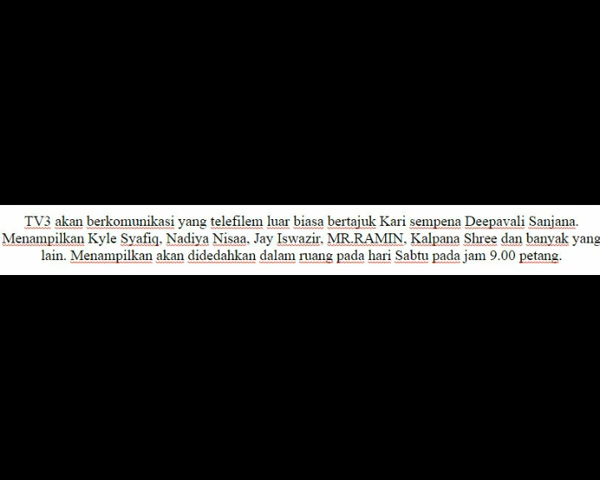 TV3 akan berkomunikasi yang telefilem luar biasa bertajuk Kari sempena Deepavali Sanjana.
Menampilkan Kyle Syafiq, Nadiya Nisaa, Jay Iswazir, MR.RAMIN, Kalpana Shree dan banyak yang
lain. Menampilkan akan didedahkan dalam ruang pada hari Sabtu pada jam 9.00 petang.